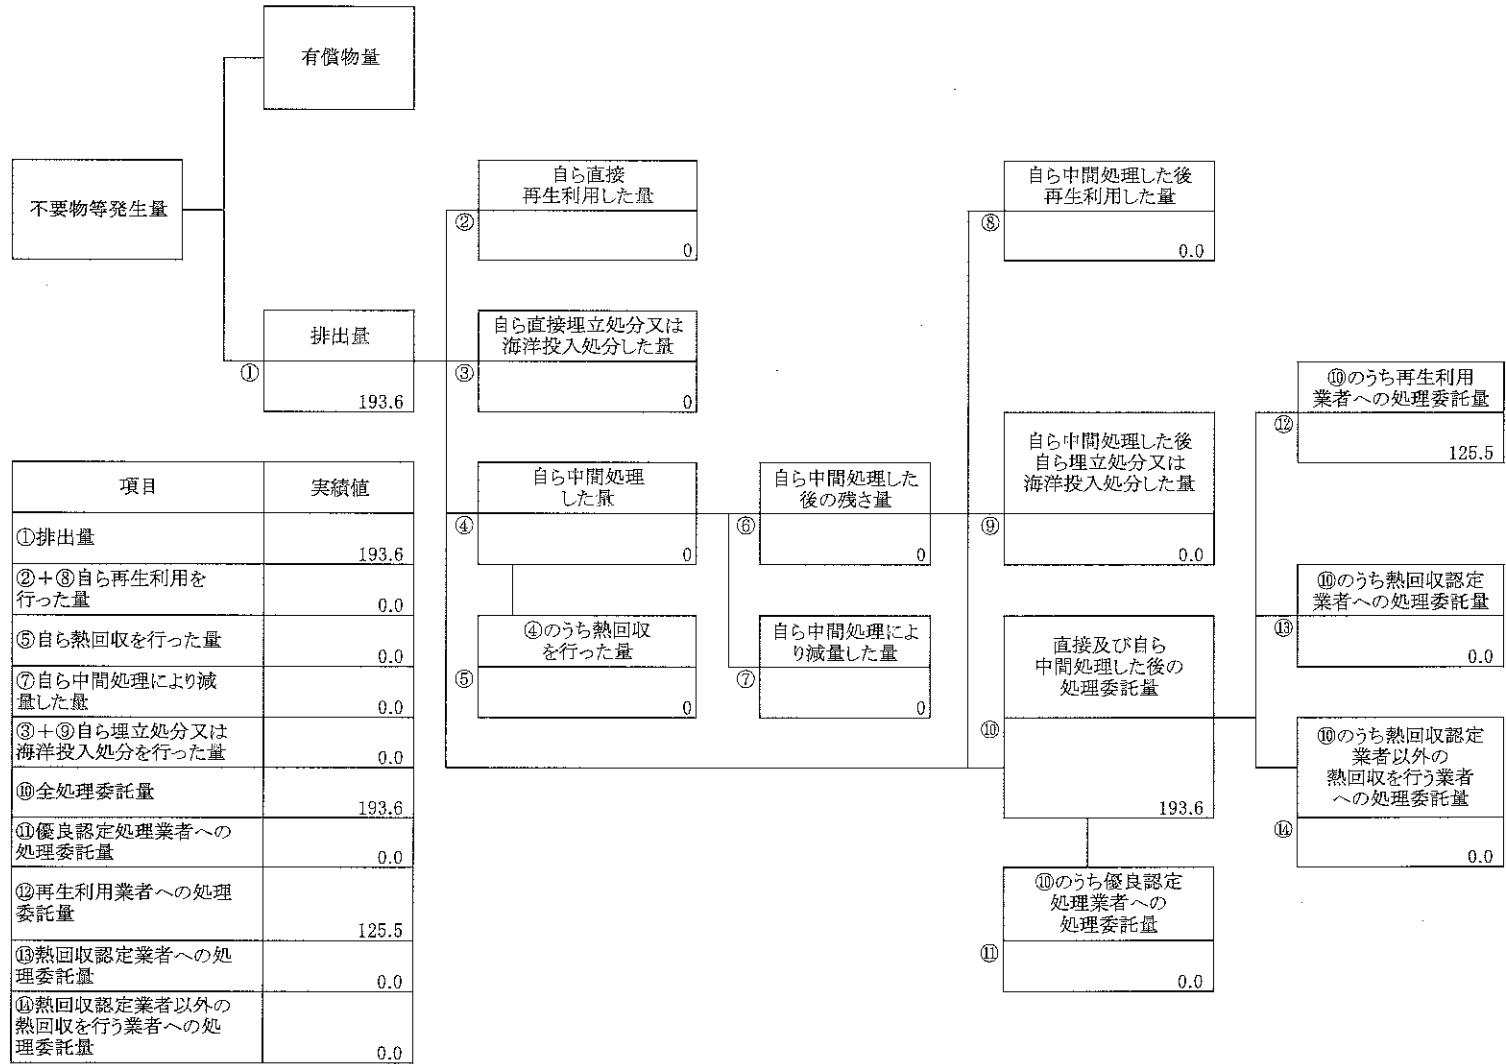 有償物量
不要物等発生量
自ら直接
再生利用した量
②
0
自ら中間処理した後
再生利用した量
⑧
0.0
排出量
①
193.6
自ら直接埋立処分又は
海洋投入処分した量
③
0
⑩のうち再生利用
業者への処理委託量
⑫
125.5
自ら中間処理
した量
④
0
自ら中間処理した
後の残さ量
⑥
0
自ら中間処理した後
自ら埋立処分又は
海洋投入処分した量
⑨
0.0
⑩のうち熱回収認定
業者への処理委託量
⑬
0.0
④のうち熱回収
を行った量
⑤
0
自ら中間処理によ
り減量した量
⑦
0
直接及び自ら
中間処理した後の
処理委託量
⑩
193.6
⑩のうち熱回収認定
業者以外の
熱回収を行う業者
への処理委託量
⑭
0.0
⑩のうち優良認定
処理業者への
処理委託量
⑪
0.0
項目 実績値
①排出量
193.6
②+⑧自ら再生利用を
行った量
0.0
⑤自ら熱回収を行った量
0.0
⑦自ら中間処理により減
量した量
0.0
③+⑨自ら埋立処分又は
海洋投入処分を行った量
0.0
⑩全処理委託量
193.6
⑪優良認定処理業者への
処理委託量
0.0
⑫再生利用業者への処理
委託量
125.5
⑬熱回収認定業者への処
理委託量
0.0
⑭熱回収認定業者以外の
熱回収を行う業者への処
理委託量
0.0